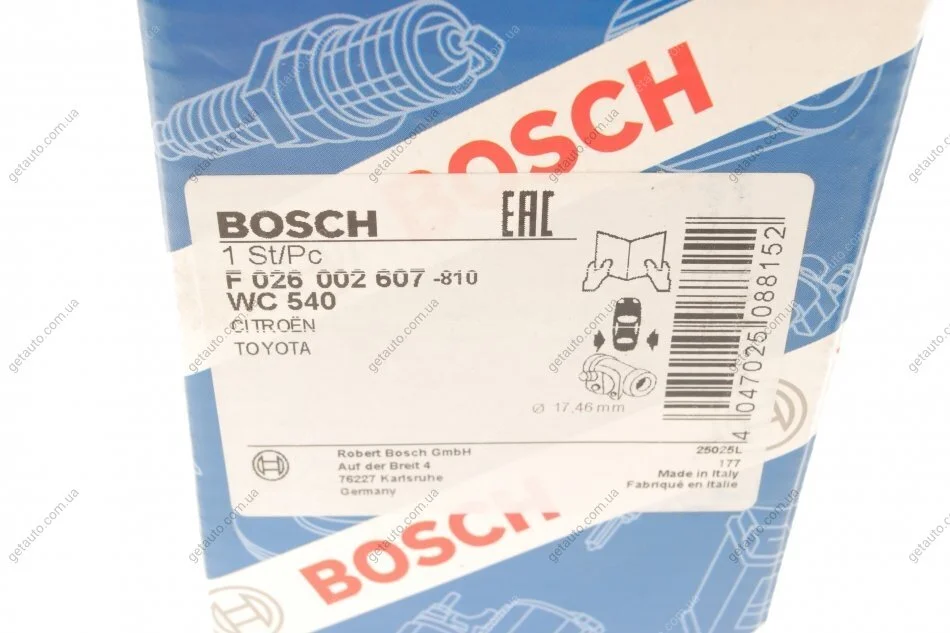 BOSCH
BOSCH
EAC
1 St/Pc
F 026 002 607 -810
WC 540
CITROËN
TOYOTA
Ø 17,46 mm
4 047025 088152
Robert Bosch GmbH
Auf der Breit 4
76227 Karlsruhe
Germany
25025L
177
Made in Italy
Fabriqué en Italie
BOSCH
getauto.com.ua